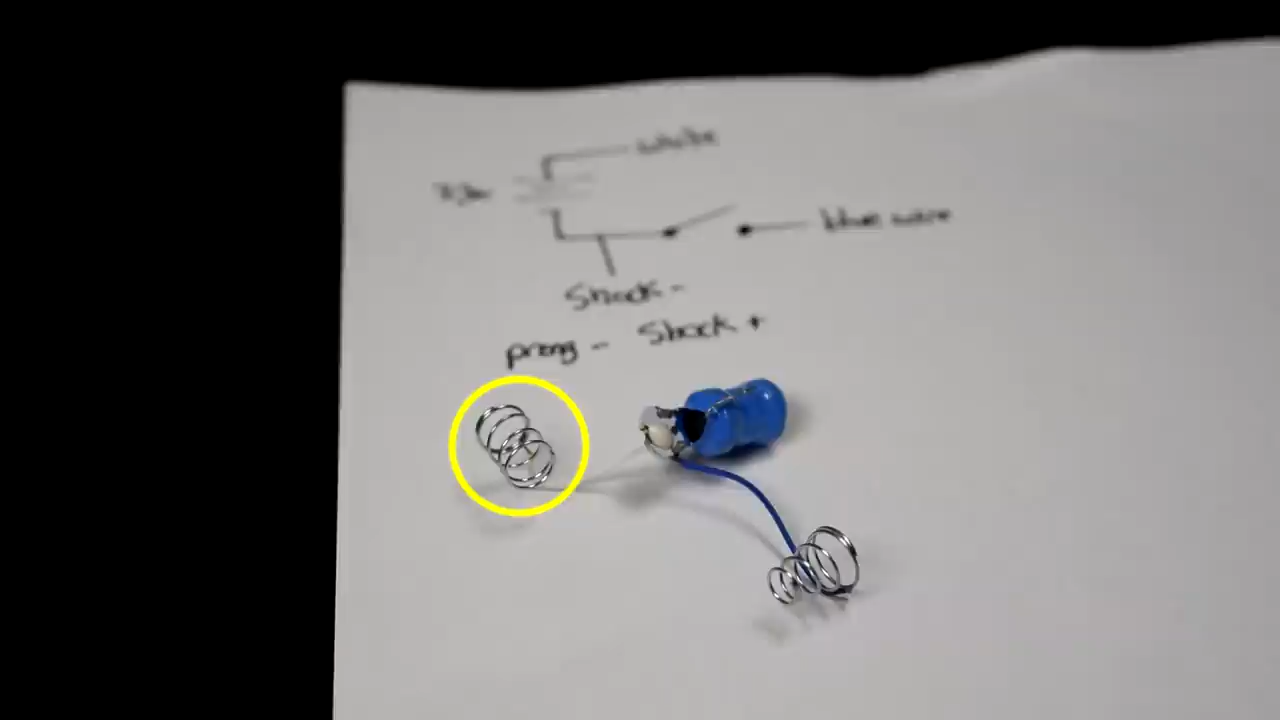 white
blue wire
Shock -
prong - Shock +